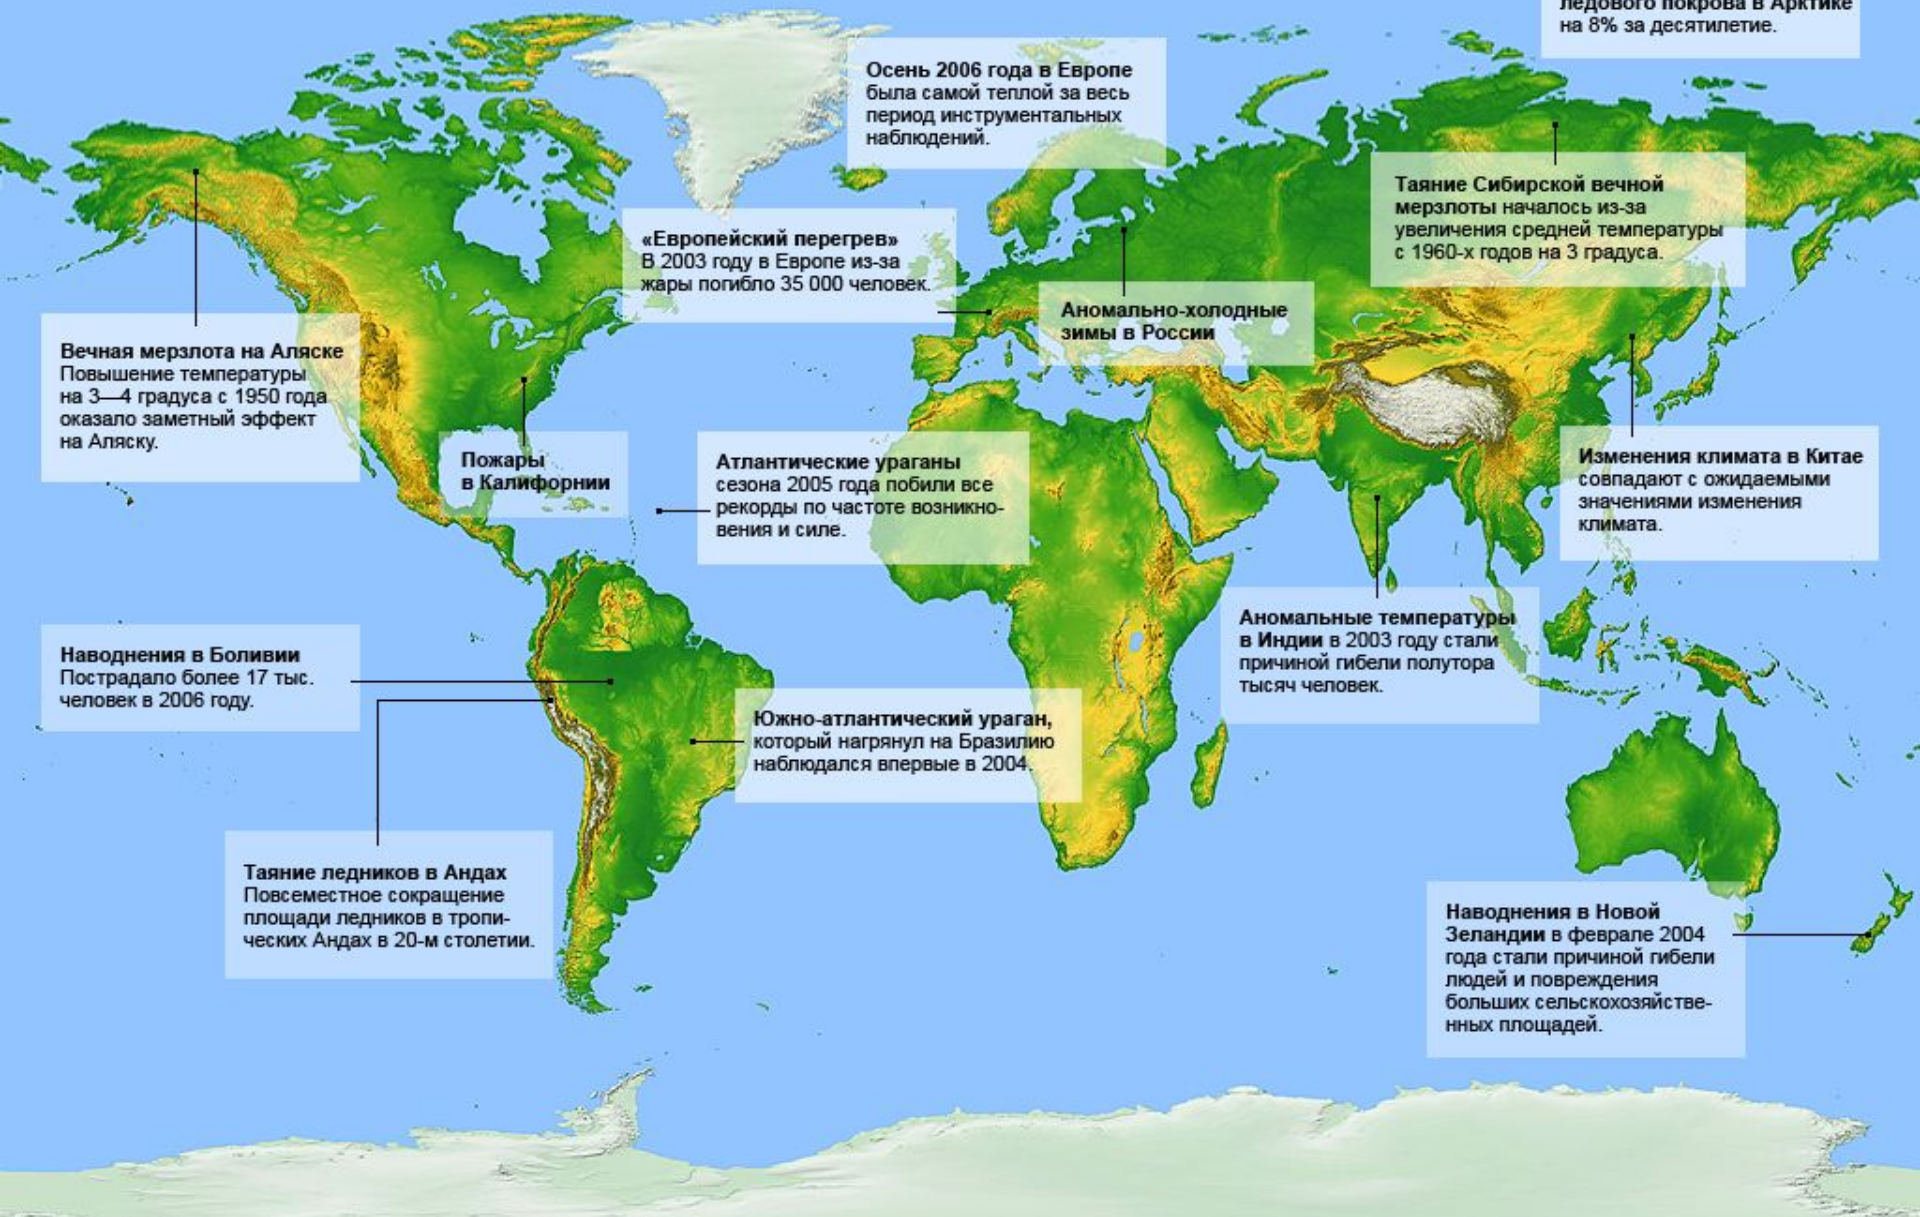 ледового покрова в Арктике
на 8% за десятилетие.
Осень 2006 года в Европе
была самой теплой за весь
период инструментальных
наблюдений.
Таяние Сибирской вечной
мерзлоты началось из-за
увеличения средней температуры
с 1960-х годов на 3 градуса.
«Европейский перегрев»
В 2003 году в Европе из-за
жары погибло 35 000 человек.
Аномально-холодные
зимы в России
Вечная мерзлота на Аляске
Повышение температуры
на 3—4 градуса с 1950 года
оказало заметный эффект
на Аляску.
Пожары
в Калифорнии
Атлантические ураганы
сезона 2005 года побили все
рекорды по частоте возникно-
вения и силе.
Изменения климата в Китае
совпадают с ожидаемыми
значениями изменения
климата.
Аномальные температуры
в Индии в 2003 году стали
причиной гибели полутора
тысяч человек.
Наводнения в Боливии
Пострадало более 17 тыс.
человек в 2006 году.
Южно-атлантический ураган,
который нагрянул на Бразилию
наблюдался впервые в 2004.
Таяние ледников в Андах
Повсеместное сокращение
площади ледников в тропи-
ческих Андах в 20-м столетии.
Наводнения в Новой
Зеландии в феврале 2004
года стали причиной гибели
людей и повреждения
больших сельскохозяйстве-
нных площадей.